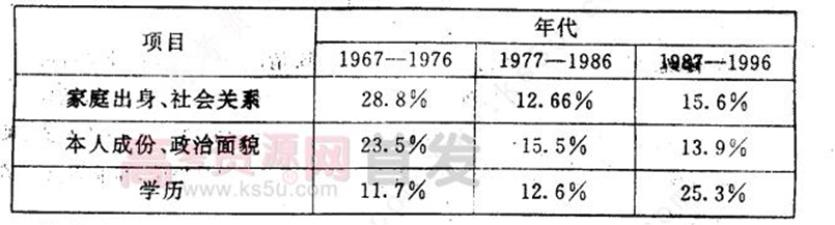 项目
年代
1967—1976 1977—1986 1987—1996
家庭出身、社会关系 28.8% 12.66% 15.6%
本人成份、政治面貌 23.5% 15.5% 13.9%
高考资源网 首发
www.ks5u.com
学历 11.7% 12.6% 25.3%